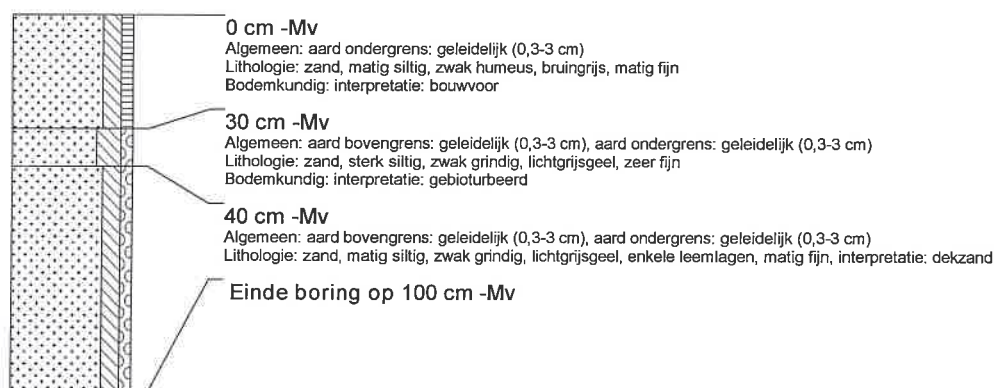 0 cm -Mv
Algemeen: aard ondergrens: geleidelijk (0,3-3 cm)
Lithologie: zand, matig siltig, zwak humeus, bruingrijs, matig fijn
Bodemkundig: interpretatie: bouwvoor
30 cm -Mv
Algemeen: aard bovengrens: geleidelijk (0,3-3 cm), aard ondergrens: geleidelijk (0,3-3 cm)
Lithologie: zand, sterk siltig, zwak grindig, lichtgrijsgeel, zeer fijn
Bodemkundig: interpretatie: gebioturbeerd
40 cm -Mv
Algemeen: aard bovengrens: geleidelijk (0,3-3 cm), aard ondergrens: geleidelijk (0,3-3 cm)
Lithologie: zand, matig siltig, zwak grindig, lichtgrijsgeel, enkele leemlagen, matig fijn, interpretatie: dekzand
Einde boring op 100 cm -Mv